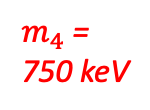 m₄ =
750 keV